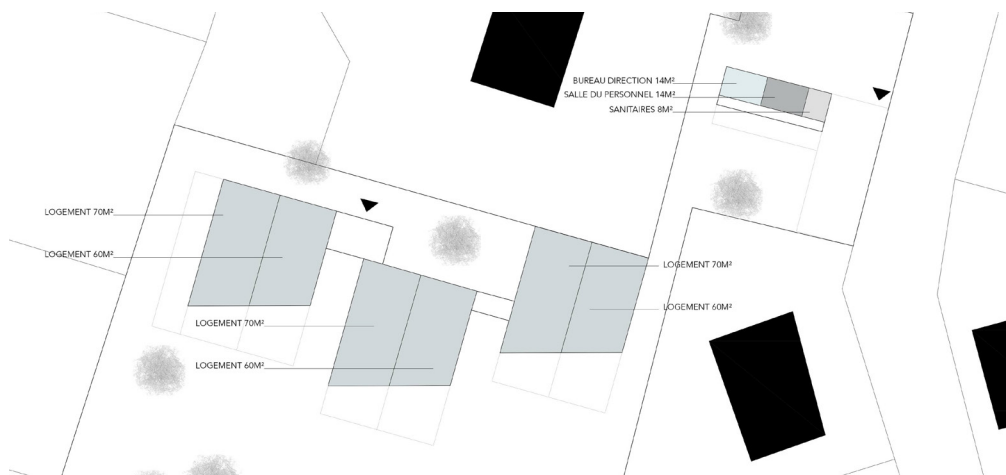 BUREAU DIRECTION 14M²
SALLE DU PERSONNEL 14M²
SANITAIRES 8M²
LOGEMENT 70M²
LOGEMENT 60M²
LOGEMENT 70M²
LOGEMENT 60M²
LOGEMENT 70M²
LOGEMENT 60M²